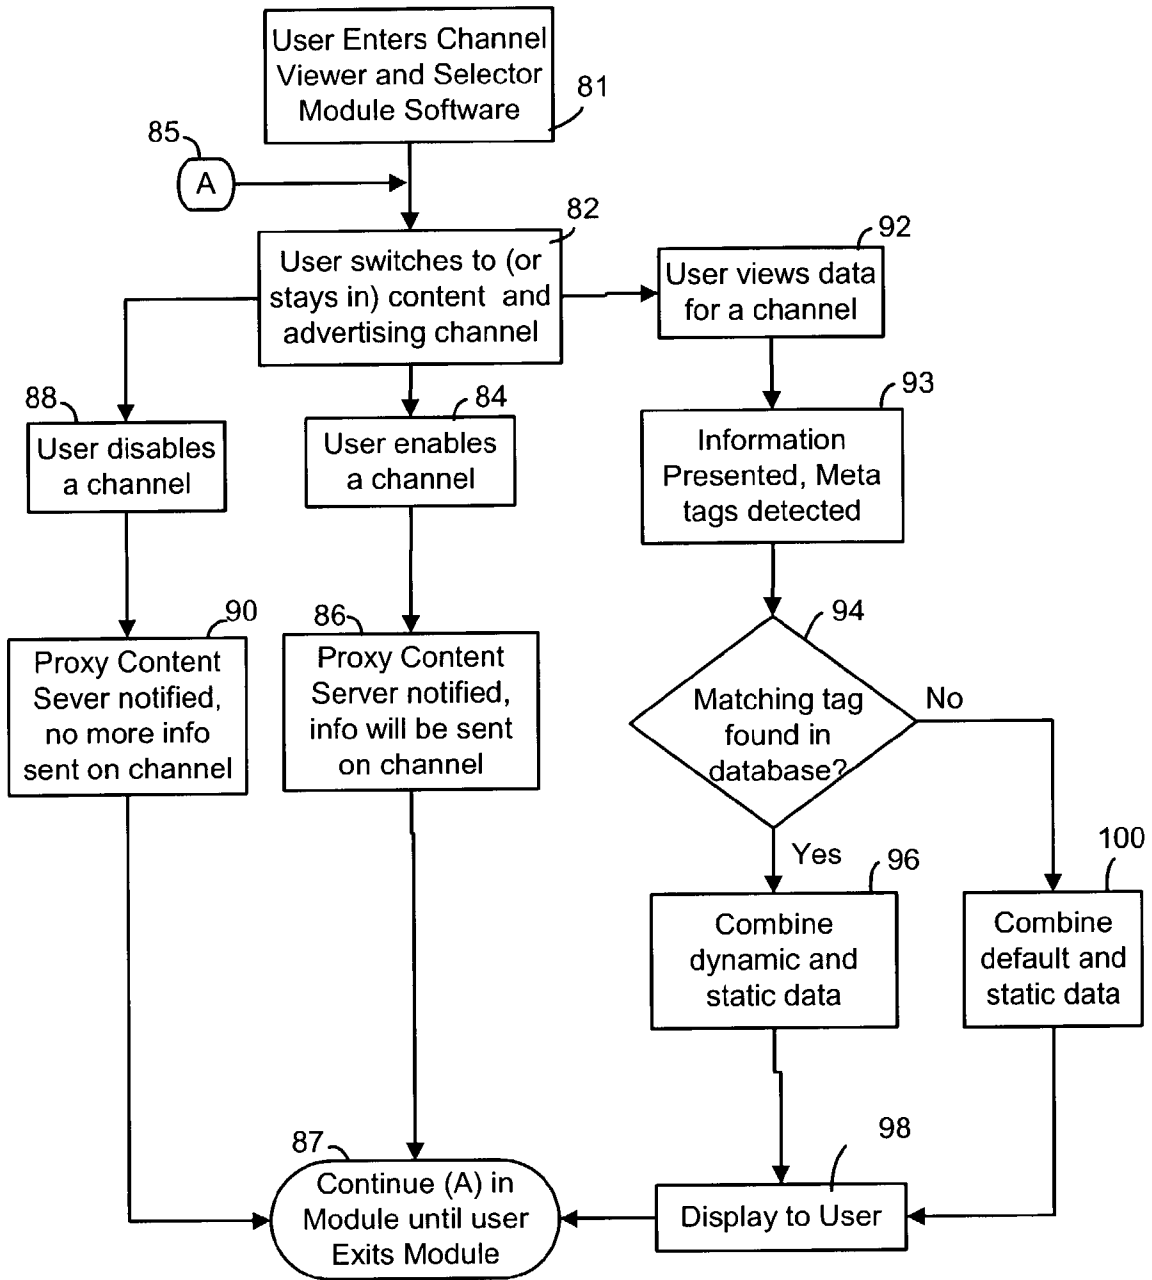 User Enters Channel
Viewer and Selector
Module Software
81
85
A
82
User switches to (or
stays in) content and
advertising channel
92
User views data
for a channel
88
User disables
a channel
84
User enables
a channel
93
Information
Presented, Meta
tags detected
90
Proxy Content
Sever notified,
no more info
sent on channel
86
Proxy Content
Server notified,
info will be sent
on channel
94
Matching tag
found in
database?
No
Yes
96
Combine
dynamic and
static data
100
Combine
default and
static data
87
Continue (A) in
Module until user
Exits Module
98
Display to User